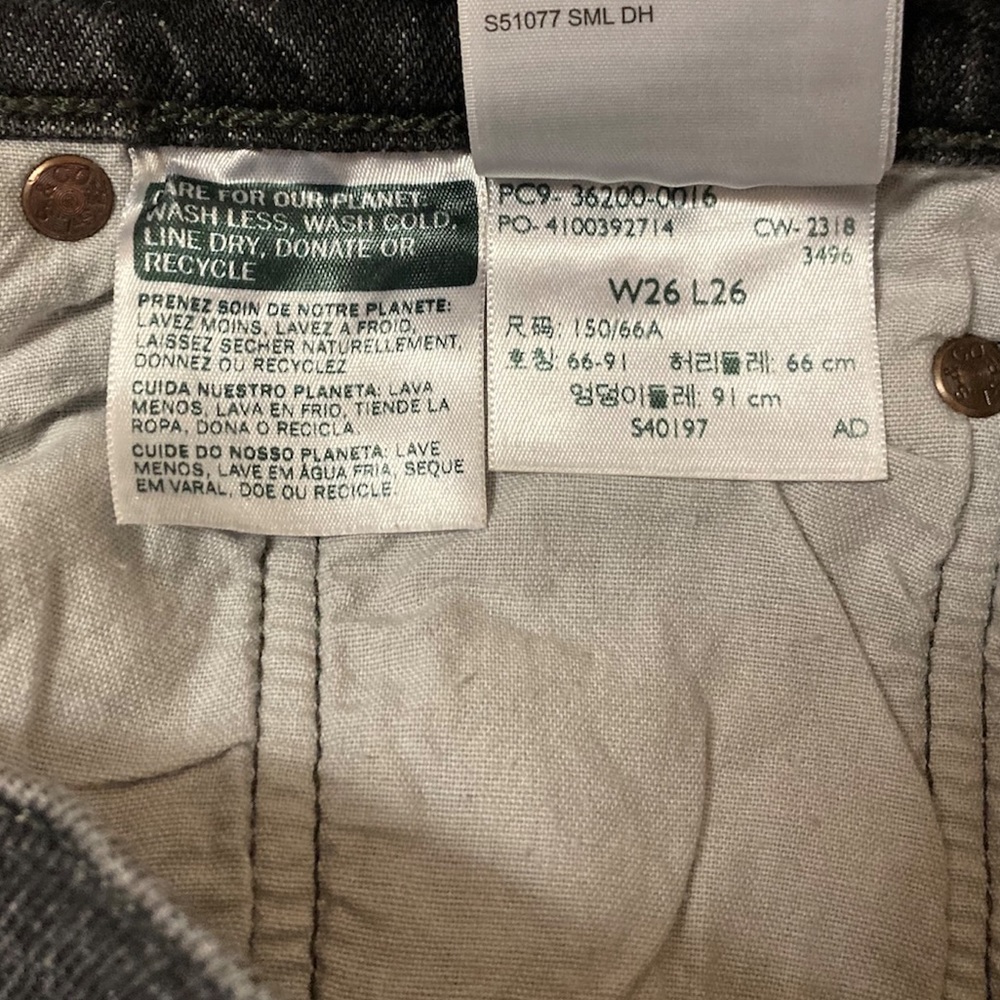 S51077 SML DH
ARE FOR OUR PLANET:
WASH LESS, WASH COLD,
LINE DRY, DONATE OR
RECYCLE
PRENEZ SOIN DE NOTRE PLANETE:
LAVEZ MOINS, LAVEZ A FROID,
LAISSEZ SECHER NATURELLEMENT,
DONNEZ OU RECYCLEZ
CUIDA NUESTRO PLANETA: LAVA
MENOS, LAVA EN FRIO, TIENDE LA
ROPA, DONA O RECICLA.
CUIDE DO NOSSO PLANETA: LAVE
MENOS, LAVE EM ÁGUA FRIA, SEQUE
EM VARAL, DOE OU RECICLE.
PC9- 36200-0016
PO- 4100392714 CW- 2318
3496
W26 L26
尺码: 150/66A
호칭 66-91 허리둘레: 66 cm
엉덩이둘레: 91 cm
S40197 AD